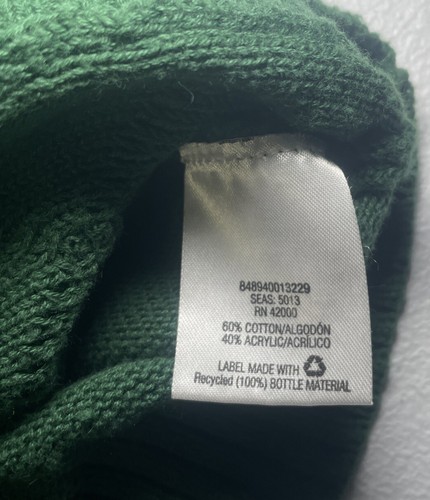 848940013229
SEAS: 5013
RN 42000
60% COTTON/ALGODÓN
40% ACRYLIC/ACRÍLICO
LABEL MADE WITH
Recycled (100%) BOTTLE MATERIAL